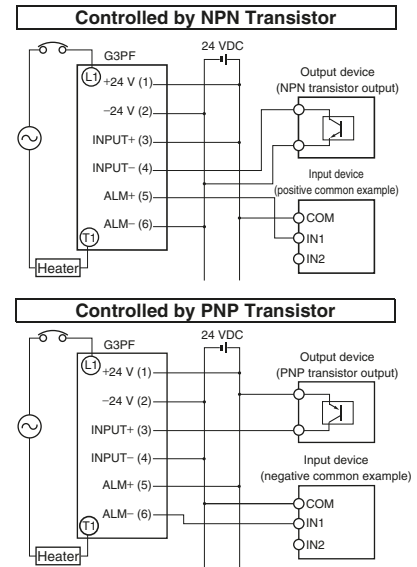 Controlled by NPN Transistor
24 VDC
G3PF
L1
+24 V (1)
−24 V (2)
INPUT+ (3)
INPUT− (4)
ALM+ (5)
ALM− (6)
T1
Heater
Output device
(NPN transistor output)
Input device
(positive common example)
COM
IN1
IN2
Controlled by PNP Transistor
24 VDC
G3PF
L1
+24 V (1)
−24 V (2)
INPUT+ (3)
INPUT− (4)
ALM+ (5)
ALM− (6)
T1
Heater
Output device
(PNP transistor output)
Input device
(negative common example)
COM
IN1
IN2